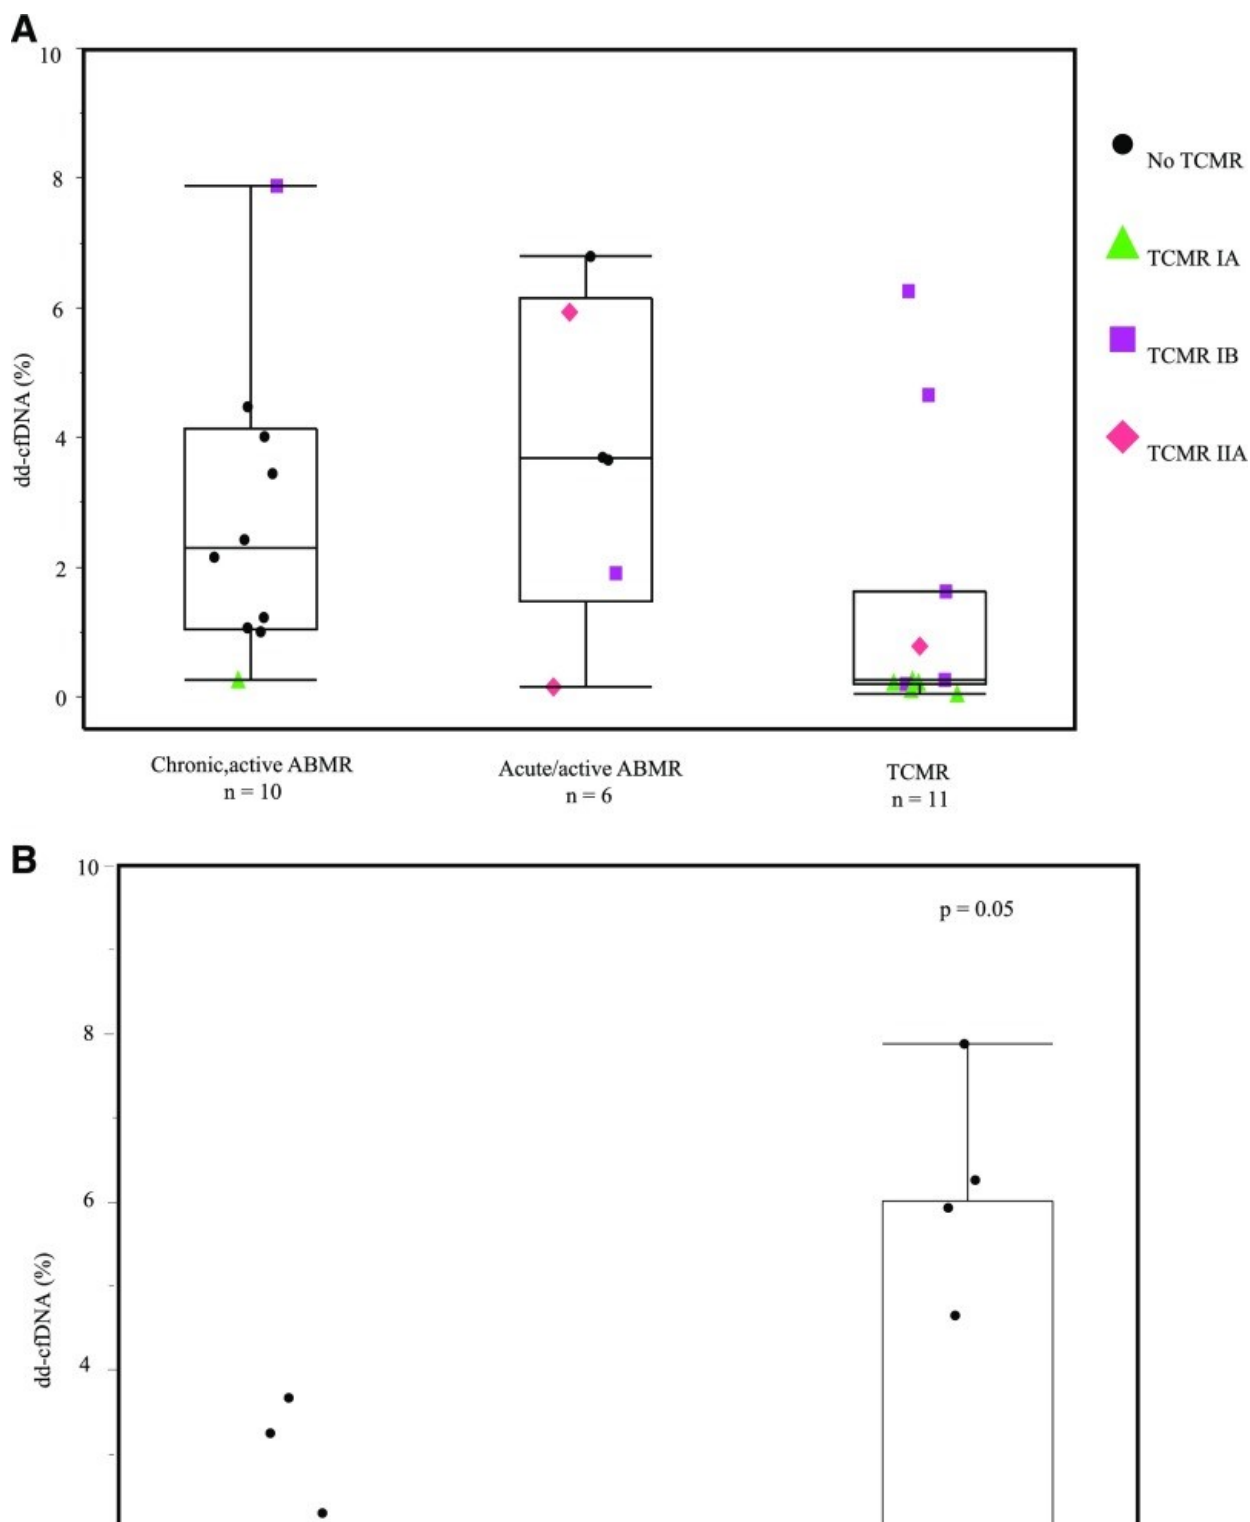 A
10
8
6
4
2
0
dd-cfDNA (%)
No TCMR
TCMR IA
TCMR IB
TCMR IIA
Chronic,active ABMR
n = 10
Acute/active ABMR
n = 6
TCMR
n = 11
B
10
8
6
4
dd-cfDNA (%)
p = 0.05